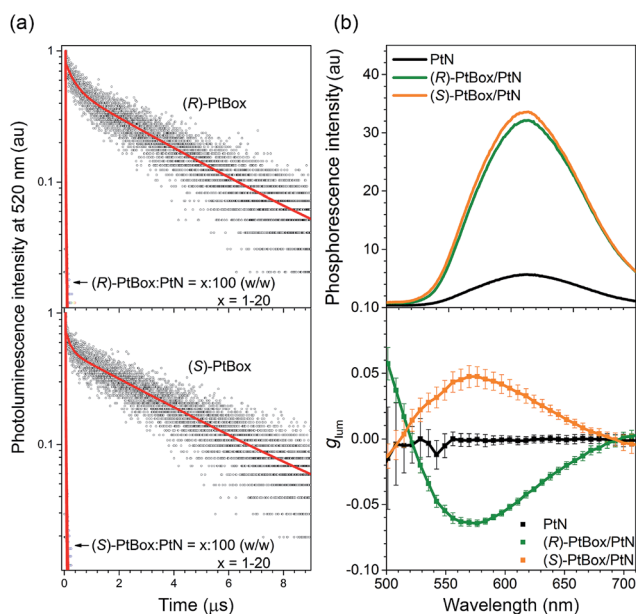 (a)
Photoluminescence intensity at 520 nm (au)
1
(R)-PtBox
0.1
(R)-PtBox:PtN = x:100 (w/w)
x = 1-20
1
(S)-PtBox
0.1
(S)-PtBox:PtN = x:100 (w/w)
x = 1-20
0 2 4 6 8
Time (μs)
(b)
Phosphorescence intensity (au)
PtN
(R)-PtBox/PtN
(S)-PtBox/PtN
40
30
20
10
0.10
0.05
0.00
-0.05
-0.10
glum
PtN
(R)-PtBox/PtN
(S)-PtBox/PtN
500 550 600 650 700
Wavelength (nm)